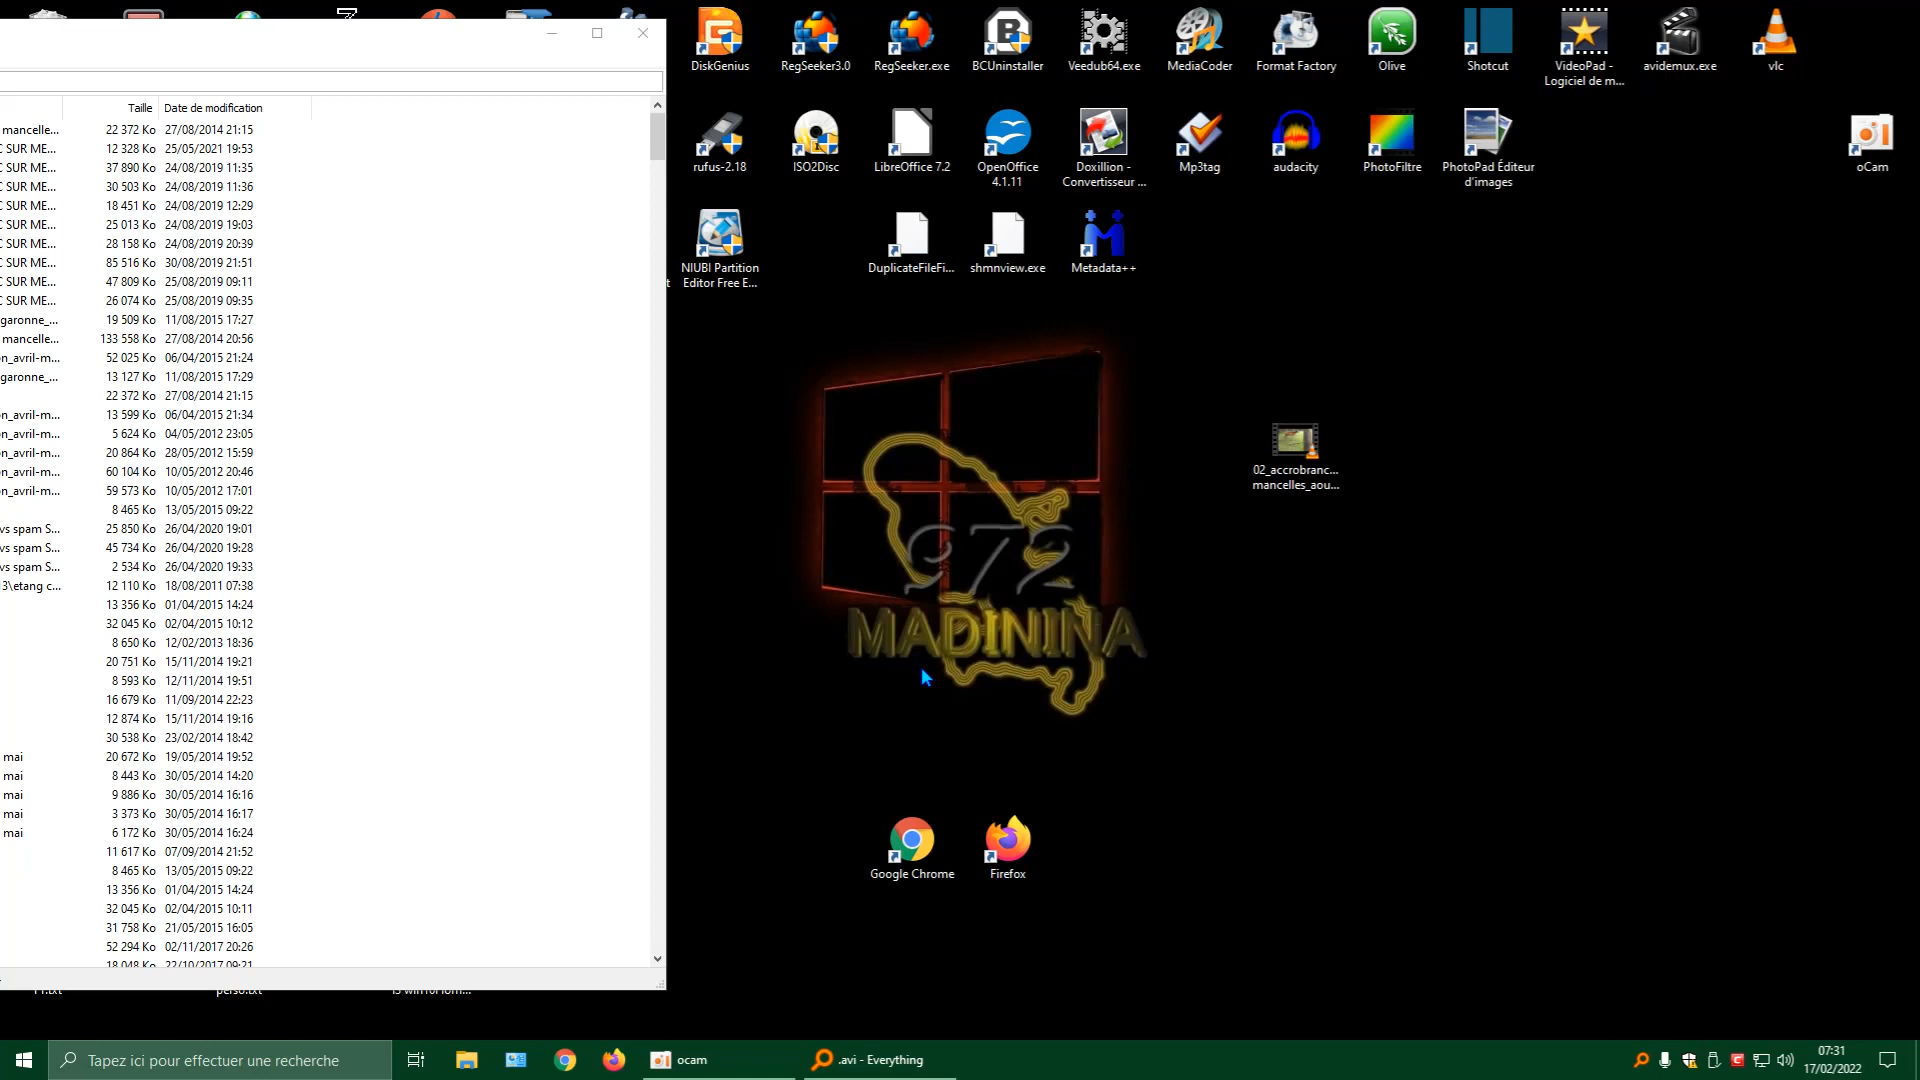 Taille Date de modification
mancelle... 22 372 Ko 27/08/2014 21:15
C SUR ME... 12 328 Ko 25/05/2021 19:53
C SUR ME... 37 890 Ko 24/08/2019 11:35
C SUR ME... 30 503 Ko 24/08/2019 11:36
C SUR ME... 18 451 Ko 24/08/2019 12:29
C SUR ME... 25 013 Ko 24/08/2019 19:03
C SUR ME... 28 158 Ko 24/08/2019 20:39
C SUR ME... 85 516 Ko 30/08/2019 21:51
C SUR ME... 47 809 Ko 25/08/2019 09:11
C SUR ME... 26 074 Ko 25/08/2019 09:35
garonne_... 19 509 Ko 11/08/2015 17:27
mancelle... 133 558 Ko 27/08/2014 20:56
on_avril-m... 52 025 Ko 06/04/2015 21:24
garonne_... 13 127 Ko 11/08/2015 17:29
22 372 Ko 27/08/2014 21:15
on_avril-m... 13 599 Ko 06/04/2015 21:34
on_avril-m... 5 624 Ko 04/05/2012 23:05
on_avril-m... 20 864 Ko 28/05/2012 15:59
on_avril-m... 60 104 Ko 10/05/2012 20:46
on_avril-m... 59 573 Ko 10/05/2012 17:01
8 465 Ko 13/05/2015 09:22
vs spam S... 25 850 Ko 26/04/2020 19:01
vs spam S... 45 734 Ko 26/04/2020 19:28
vs spam S... 2 534 Ko 26/04/2020 19:33
3\etang c... 12 110 Ko 18/08/2011 07:38
13 356 Ko 01/04/2015 14:24
32 045 Ko 02/04/2015 10:12
8 650 Ko 12/02/2013 18:36
20 751 Ko 15/11/2014 19:21
8 593 Ko 12/11/2014 19:51
16 679 Ko 11/09/2014 22:23
12 874 Ko 15/11/2014 19:16
30 538 Ko 23/02/2014 18:42
mai 20 672 Ko 19/05/2014 19:52
mai 8 443 Ko 30/05/2014 14:20
mai 9 886 Ko 30/05/2014 16:16
mai 3 373 Ko 30/05/2014 16:17
mai 6 172 Ko 30/05/2014 16:24
11 617 Ko 07/09/2014 21:52
8 465 Ko 13/05/2015 09:22
13 356 Ko 01/04/2015 14:24
32 045 Ko 02/04/2015 10:11
31 758 Ko 21/05/2015 16:05
52 294 Ko 02/11/2017 20:26
18 048 Ko 22/10/2017 09:21
DiskGenius
RegSeeker3.0
RegSeeker.exe
BCUninstaller
Veedub64.exe
MediaCoder
Format Factory
Olive
Shotcut
VideoPad -
Logiciel de m...
avidemux.exe
vlc
rufus-2.18
ISO2Disc
LibreOffice 7.2
OpenOffice
4.1.11
Doxillion -
Convertisseur ...
Mp3tag
audacity
PhotoFiltre
PhotoPad Éditeur
d'images
oCam
NIUBI Partition
Editor Free E...
DuplicateFileFi...
shmnview.exe
Metadata++
972
MADININA
02_accrobranc...
mancelles_aou...
Google Chrome
Firefox
perso.txt
Tapez ici pour effectuer une recherche
ocam
.avi - Everything
07:31
17/02/2022